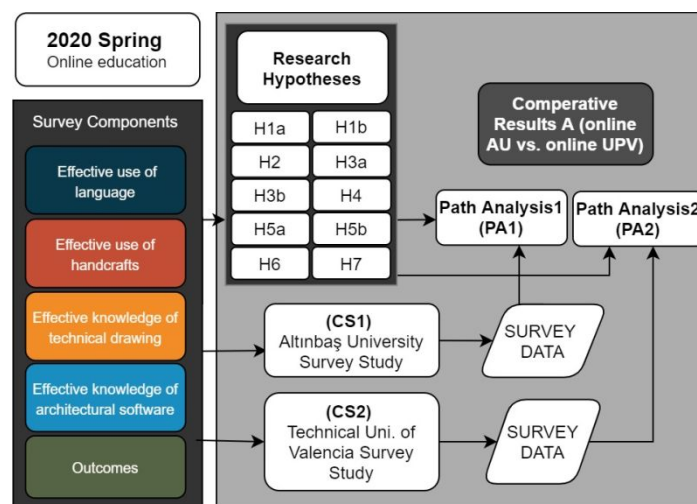 2020 Spring
Online education
Survey Components
Effective use of
language
Effective use of
handcrafts
Effective knowledge of
technical drawing
Effective knowledge of
architectural software
Outcomes
Research
Hypotheses
H1a
H1b
H2
H3a
H3b
H4
H5a
H5b
H6
H7
Comperative
Results A (online
AU vs. online UPV)
Path Analysis1
(PA1)
Path Analysis2
(PA2)
(CS1)
Altınbaş University
Survey Study
SURVEY
DATA
(CS2)
Technical Uni. of
Valencia Survey
Study
SURVEY
DATA